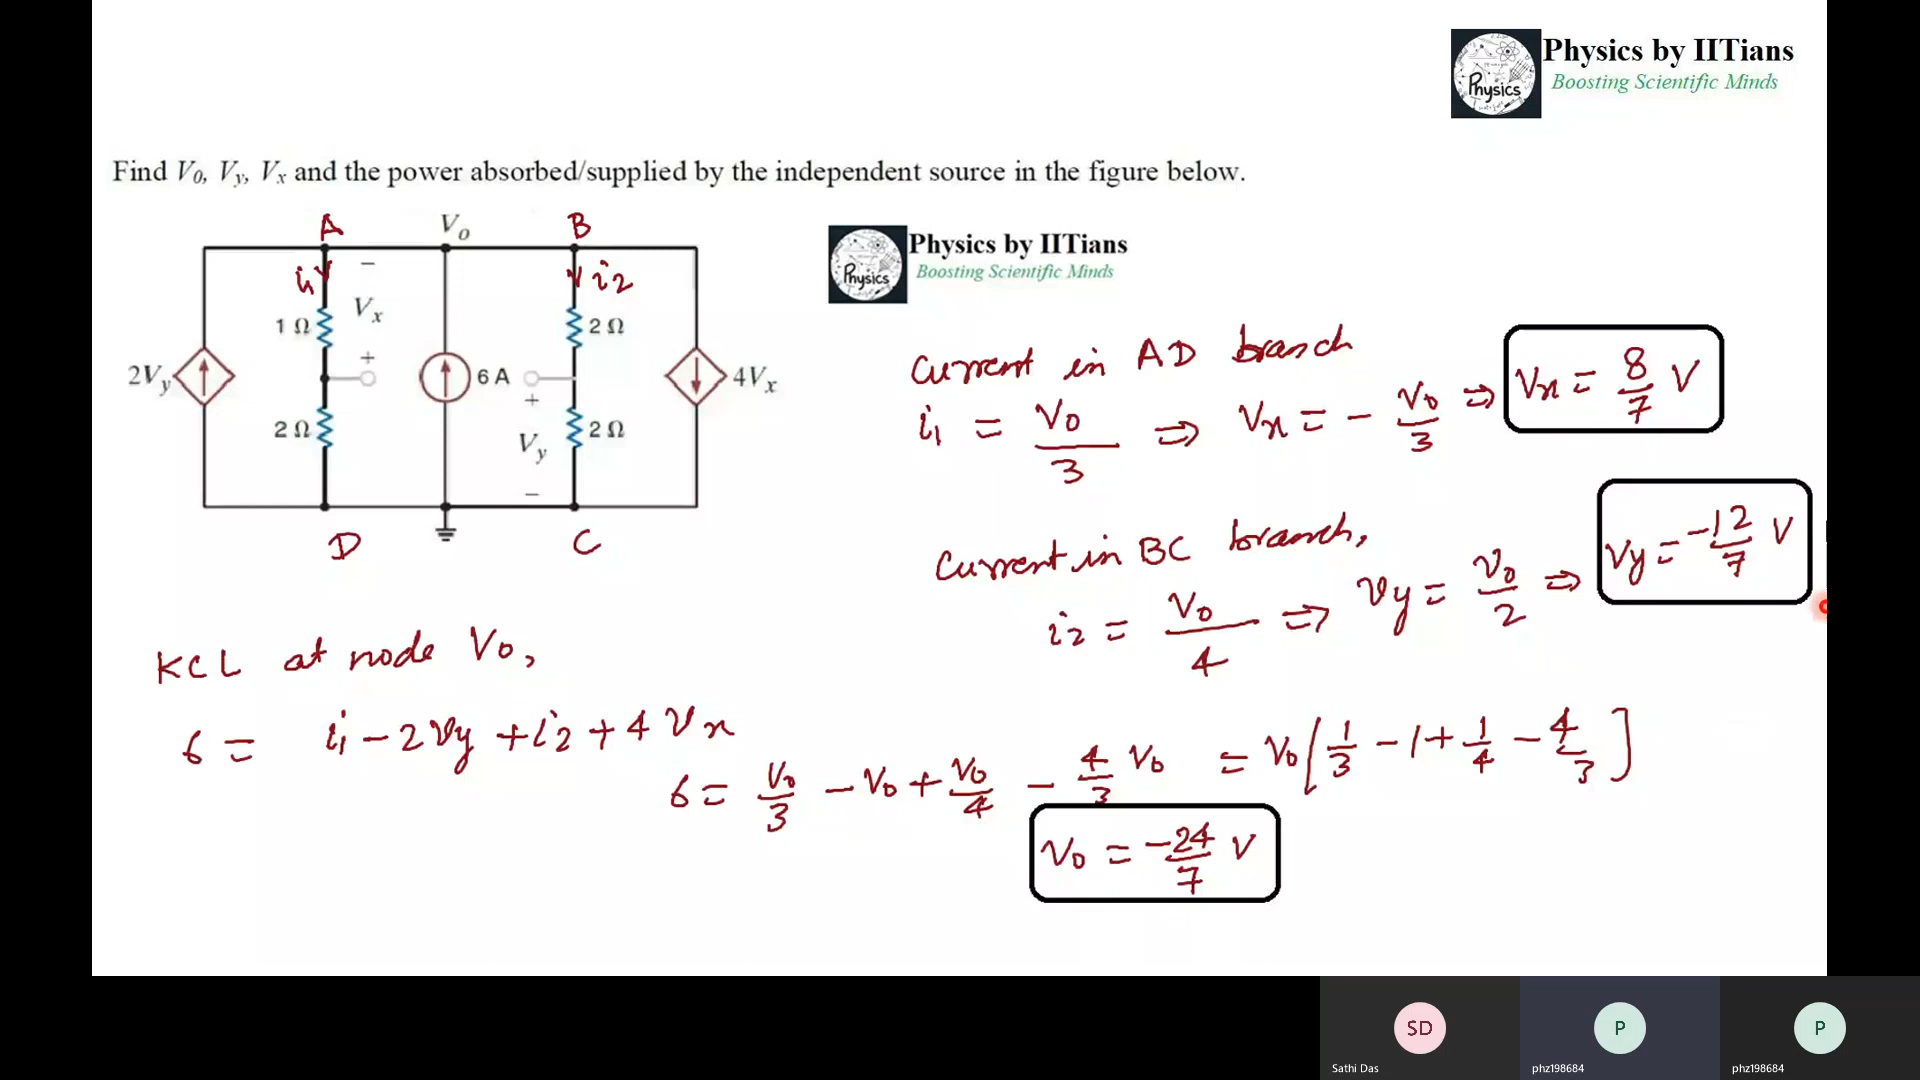 Physics by IITians
Boosting Scientific Minds
Physics
Find V₀, Vy, Vx and the power absorbed/supplied by the independent source in the figure below.
A
V₀
B
i₁
−
i₂
Vx
1 Ω
2 Ω
+
2Vy
6 A
4Vx
+
2 Ω
Vy
2 Ω
−
D
C
Physics by IITians
Boosting Scientific Minds
Physics
Current in AD branch
i₁ = V₀/3 ⇒ Vx = − V₀/3 ⇒ Vx = 8/7 V
Current in BC branch,
i₂ = V₀/4 ⇒ Vy = V₀/2 ⇒ Vy = −12/7 V
KCL at node V₀,
6 = i₁ − 2Vy + i₂ + 4Vx
6 = V₀/3 − V₀ + V₀/4 − 4/3 V₀ = V₀[1/3 − 1 + 1/4 − 4/3]
V₀ = −24/7 V
SD
P
P
Sathi Das
phz198684
phz198684